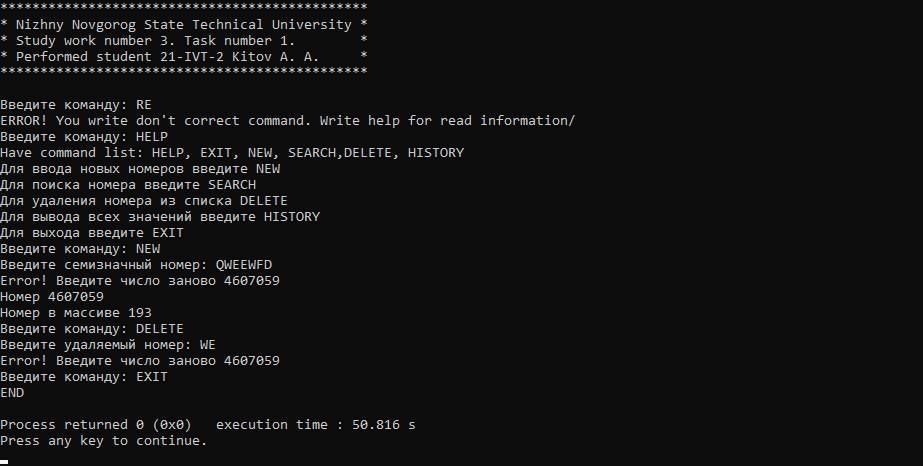 **********************************************
* Nizhny Novgorog State Technical University *
* Study work number 3. Task number 1.        *
* Performed student 21-IVT-2 Kitov A. A.     *
**********************************************
Введите команду: RE
ERROR! You write don't correct command. Write help for read information/
Введите команду: HELP
Have command list: HELP, EXIT, NEW, SEARCH,DELETE, HISTORY
Для ввода новых номеров введите NEW
Для поиска номера введите SEARCH
Для удаления номера из списка DELETE
Для вывода всех значений введите HISTORY
Для выхода введите EXIT
Введите команду: NEW
Введите семизначный номер: QWEEWFD
Error! Введите число заново 4607059
Номер 4607059
Номер в массиве 193
Введите команду: DELETE
Введите удаляемый номер: WE
Error! Введите число заново 4607059
Введите команду: EXIT
END
Process returned 0 (0x0)   execution time : 50.816 s
Press any key to continue.